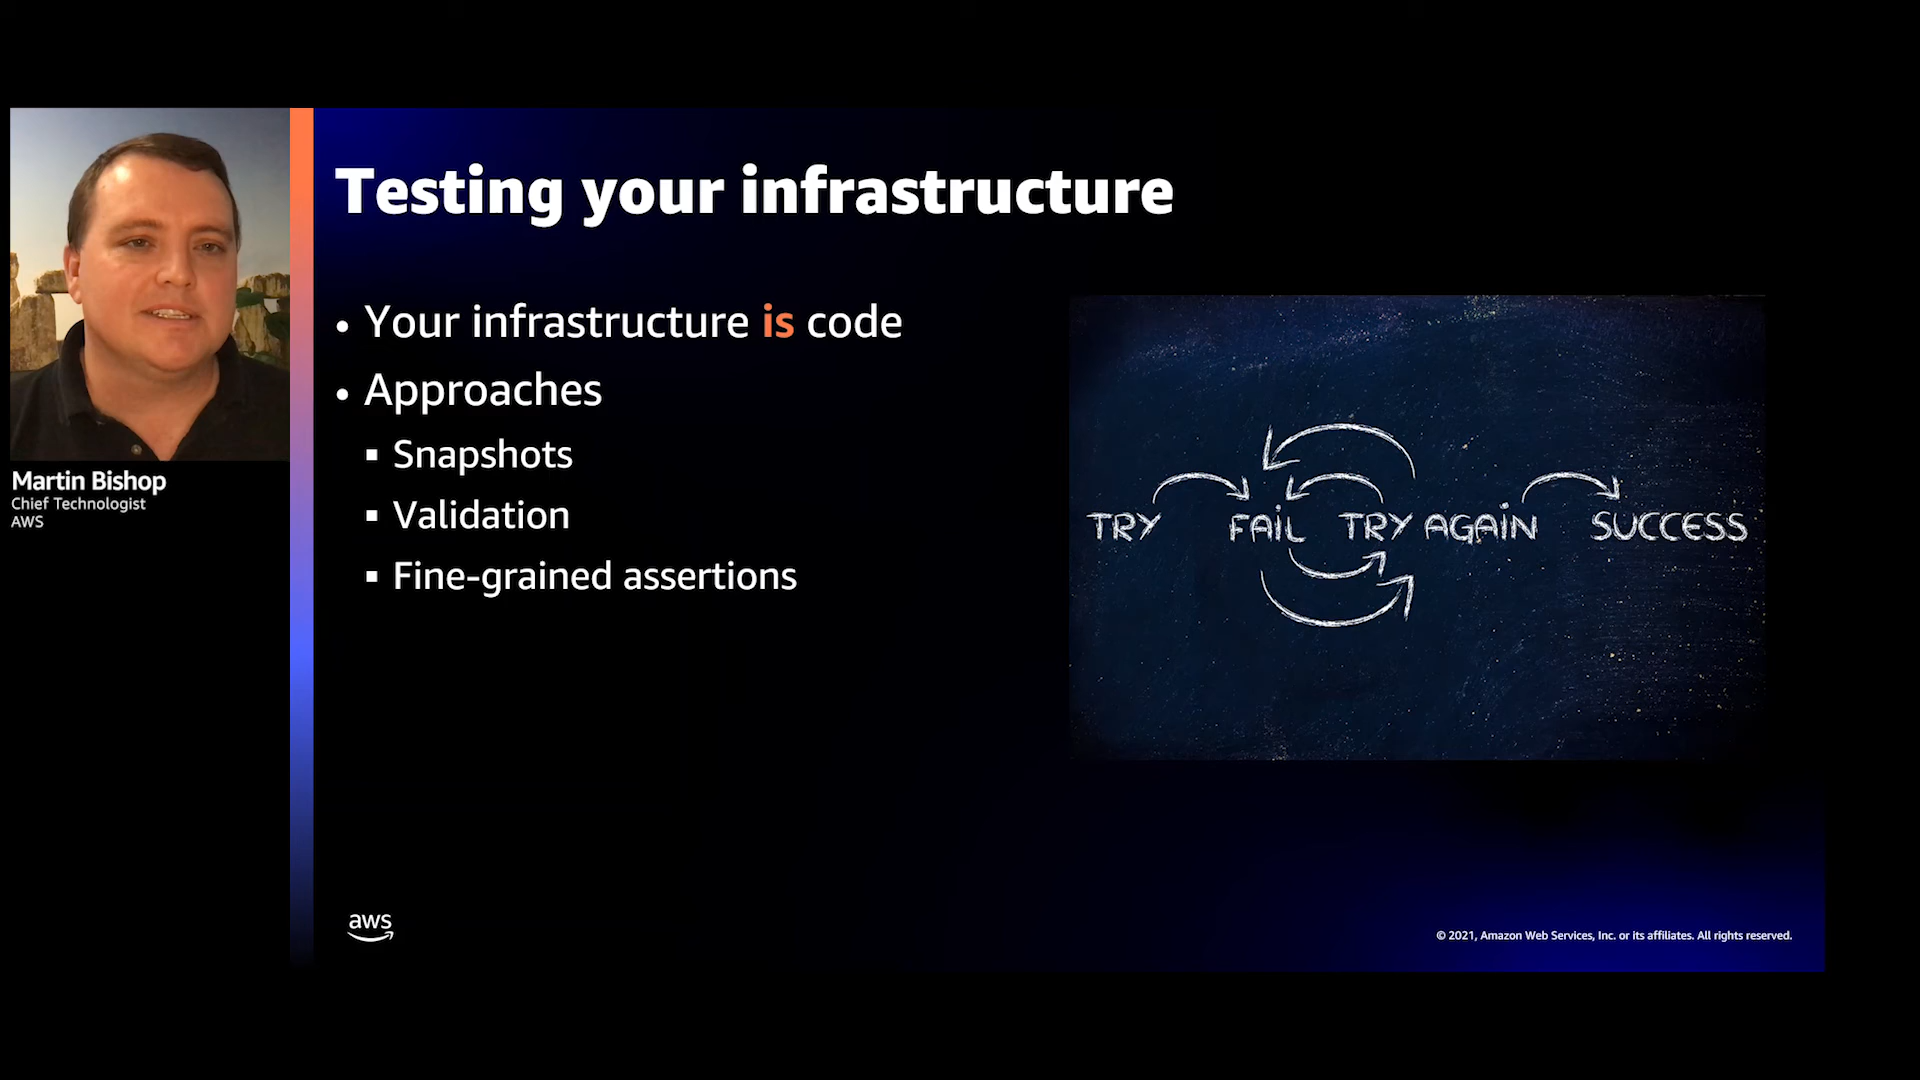 Testing your infrastructure
Martin Bishop
Chief Technologist
AWS
• Your infrastructure is code
• Approaches
▪ Snapshots
▪ Validation
▪ Fine-grained assertions
TRY FAIL TRY AGAIN SUCCESS
aws
© 2021, Amazon Web Services, Inc. or its affiliates. All rights reserved.